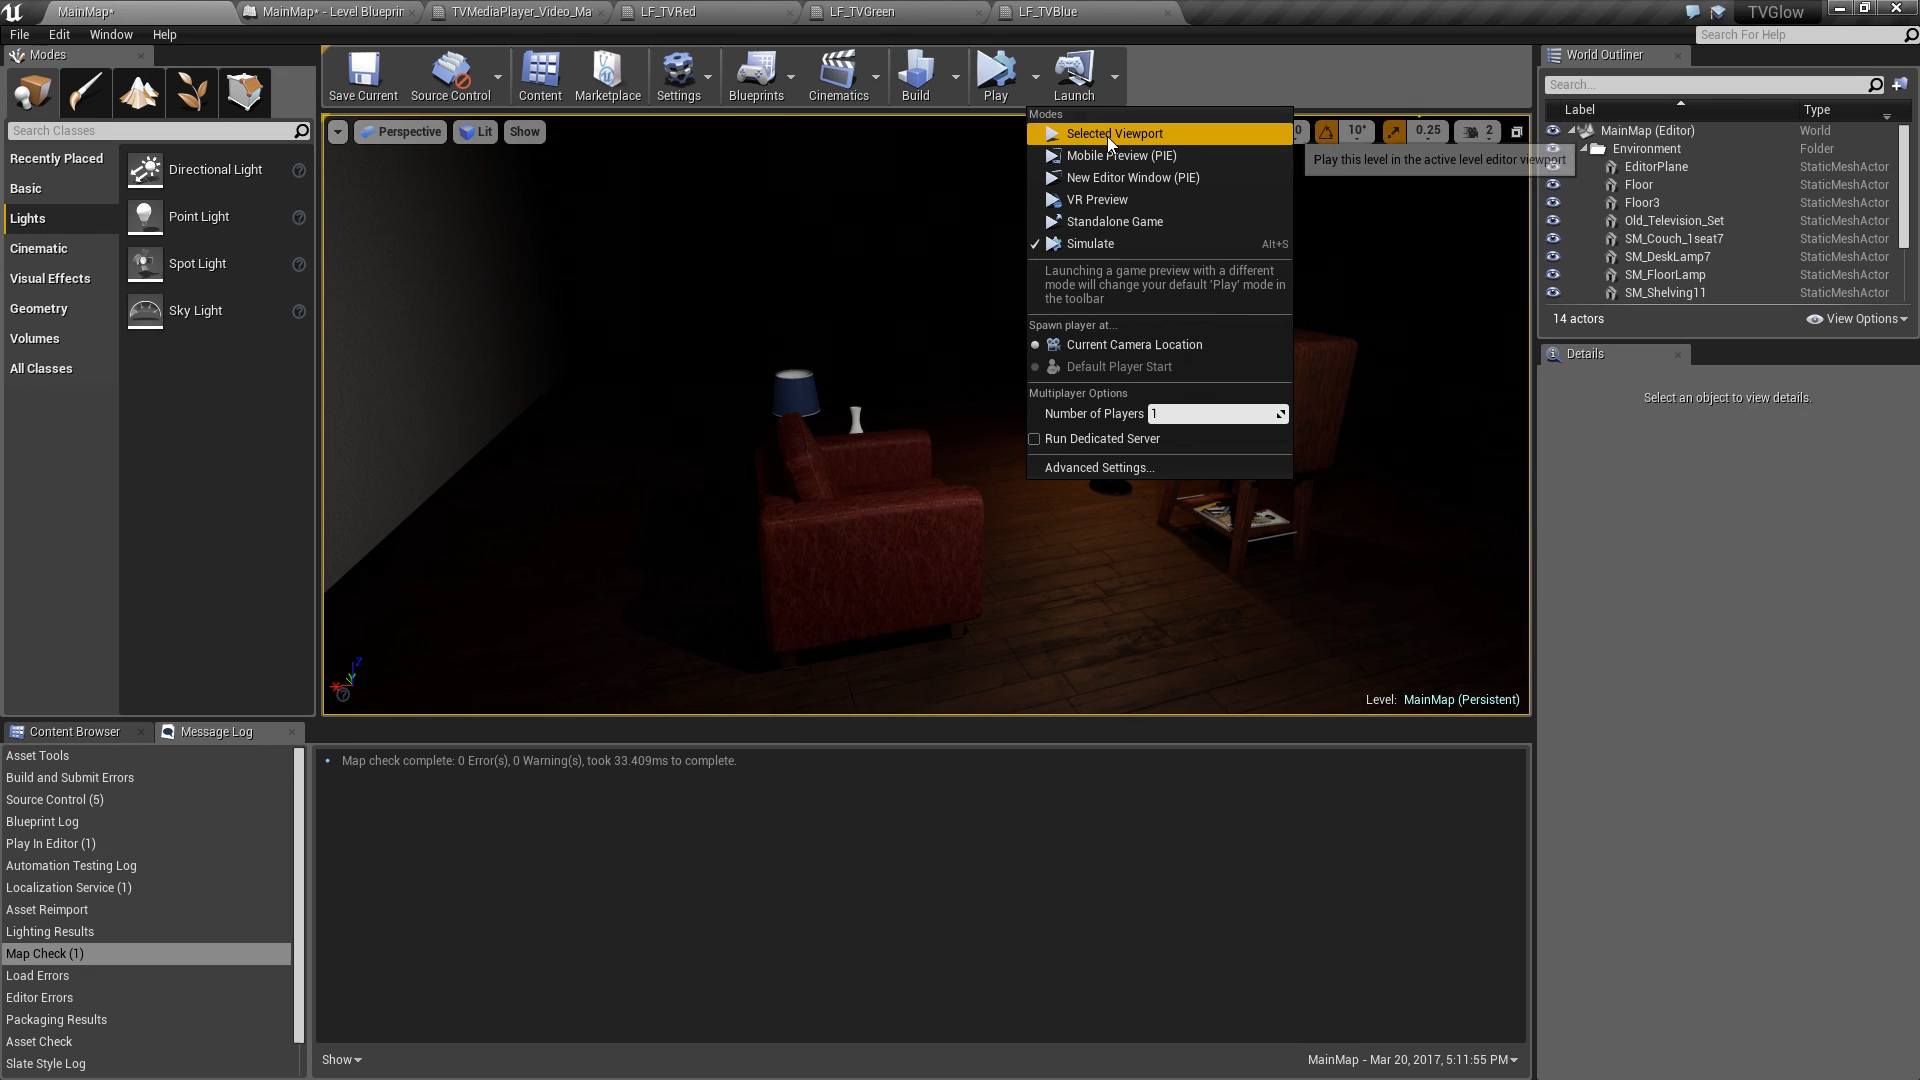 MainMap*
MainMap* - Level Blueprin
TVMediaPlayer_Video_Ma
LF_TVRed
LF_TVGreen
LF_TVBlue
TVGlow
File
Edit
Window
Help
Search For Help
Modes
Save Current
Source Control
Content
Marketplace
Settings
Blueprints
Cinematics
Build
Play
Launch
World Outliner
Search...
Label
Type
Search Classes
Recently Placed
Basic
Lights
Cinematic
Visual Effects
Geometry
Volumes
All Classes
Directional Light
Point Light
Spot Light
Sky Light
Perspective
Lit
Show
0
10°
0.25
2
Modes
Selected Viewport
Mobile Preview (PIE)
New Editor Window (PIE)
VR Preview
Standalone Game
Simulate
Alt+S
Launching a game preview with a different
mode will change your default 'Play' mode in
the toolbar
Spawn player at...
Current Camera Location
Default Player Start
Multiplayer Options
Number of Players
1
Run Dedicated Server
Advanced Settings...
Play this level in the active level editor viewport
MainMap (Editor)
World
Environment
Folder
EditorPlane
StaticMeshActor
Floor
StaticMeshActor
Floor3
StaticMeshActor
Old_Television_Set
StaticMeshActor
SM_Couch_1seat7
StaticMeshActor
SM_DeskLamp7
StaticMeshActor
SM_FloorLamp
StaticMeshActor
SM_Shelving11
StaticMeshActor
14 actors
View Options
Details
Select an object to view details.
Z
Level: MainMap (Persistent)
Content Browser
Message Log
Asset Tools
Build and Submit Errors
Source Control (5)
Blueprint Log
Play In Editor (1)
Automation Testing Log
Localization Service (1)
Asset Reimport
Lighting Results
Map Check (1)
Load Errors
Editor Errors
Packaging Results
Asset Check
Slate Style Log
Map check complete: 0 Error(s), 0 Warning(s), took 33.409ms to complete.
Show
MainMap - Mar 20, 2017, 5:11:55 PM